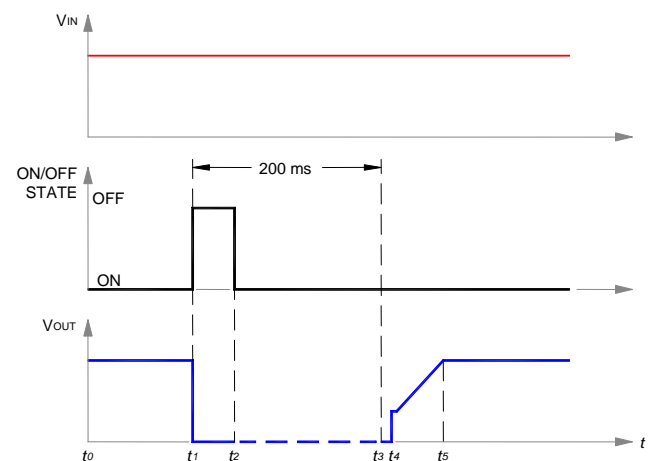 VIN
200 ms
ON/OFF
STATE
OFF
ON
VOUT
t
t0 t1 t2 t3 t4 t5